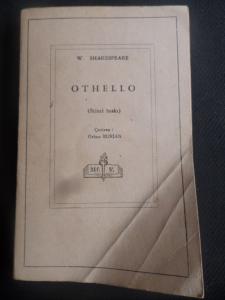 W. SHAKESPEARE
OTHELLO
(İkinci baskı)
Çeviren :
Orhan BURIAN
M. V.